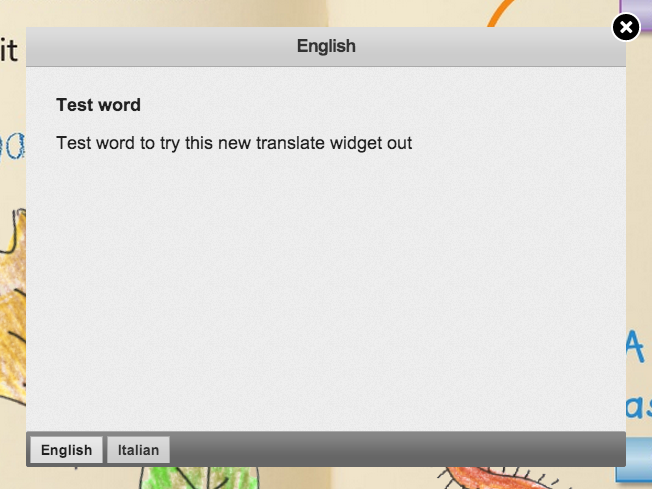 it
English
Test word
Test word to try this new translate widget out
A
as
English
Italian